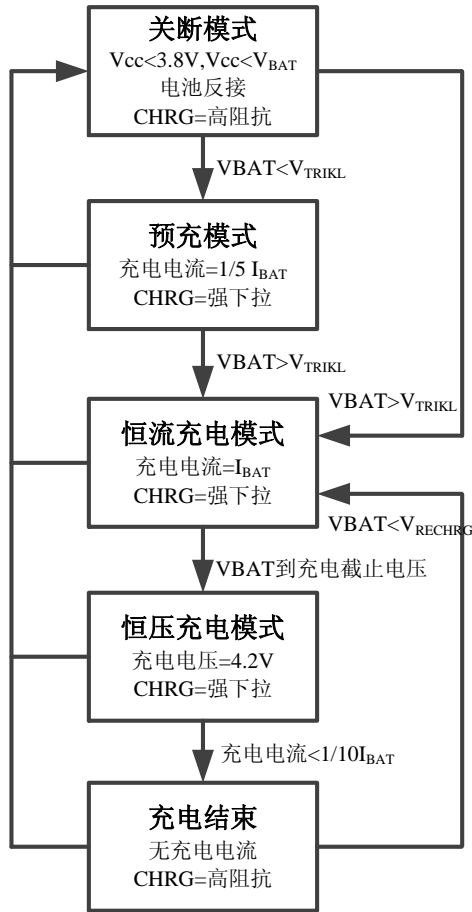 关断模式
Vcc<3.8V,Vcc<VBAT
电池反接
CHRG=高阻抗
VBAT<VTRIKL
预充模式
充电电流=1/5 IBAT
CHRG=强下拉
VBAT>VTRIKL
VBAT>VTRIKL
恒流充电模式
充电电流=IBAT
CHRG=强下拉
VBAT<VRECHRG
VBAT到充电截止电压
恒压充电模式
充电电压=4.2V
CHRG=强下拉
充电电流<1/10IBAT
充电结束
无充电电流
CHRG=高阻抗